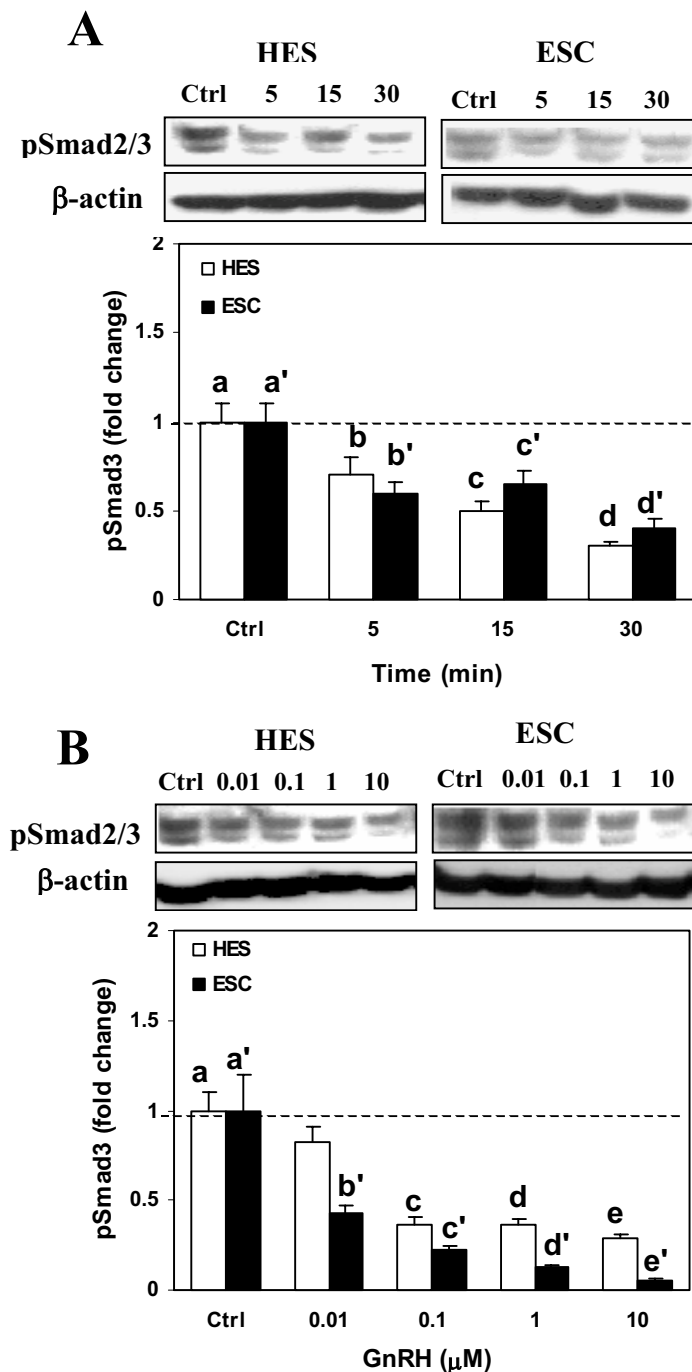 A
HES ESC
Ctrl 5 15 30 Ctrl 5 15 30
pSmad2/3
β-actin
2
HES
ESC
1.5
a a'
1
b b' c c'
0.5
d d'
0
pSmad3 (fold change)
Ctrl 5 15 30
Time (min)
B
HES ESC
Ctrl 0.01 0.1 1 10 Ctrl 0.01 0.1 1 10
pSmad2/3
β-actin
2
HES
ESC
1.5
a a'
1
0.5
b' c c' d d' e e'
0
pSmad3 (fold change)
Ctrl 0.01 0.1 1 10
GnRH (μM)